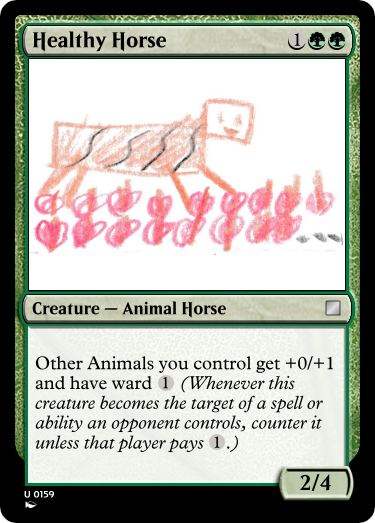 Healthy Horse 1
Creature — Animal Horse
Other Animals you control get +0/+1
and have ward 1 (Whenever this
creature becomes the target of a spell or
ability an opponent controls, counter it
unless that player pays 1.)
2/4
U 0159